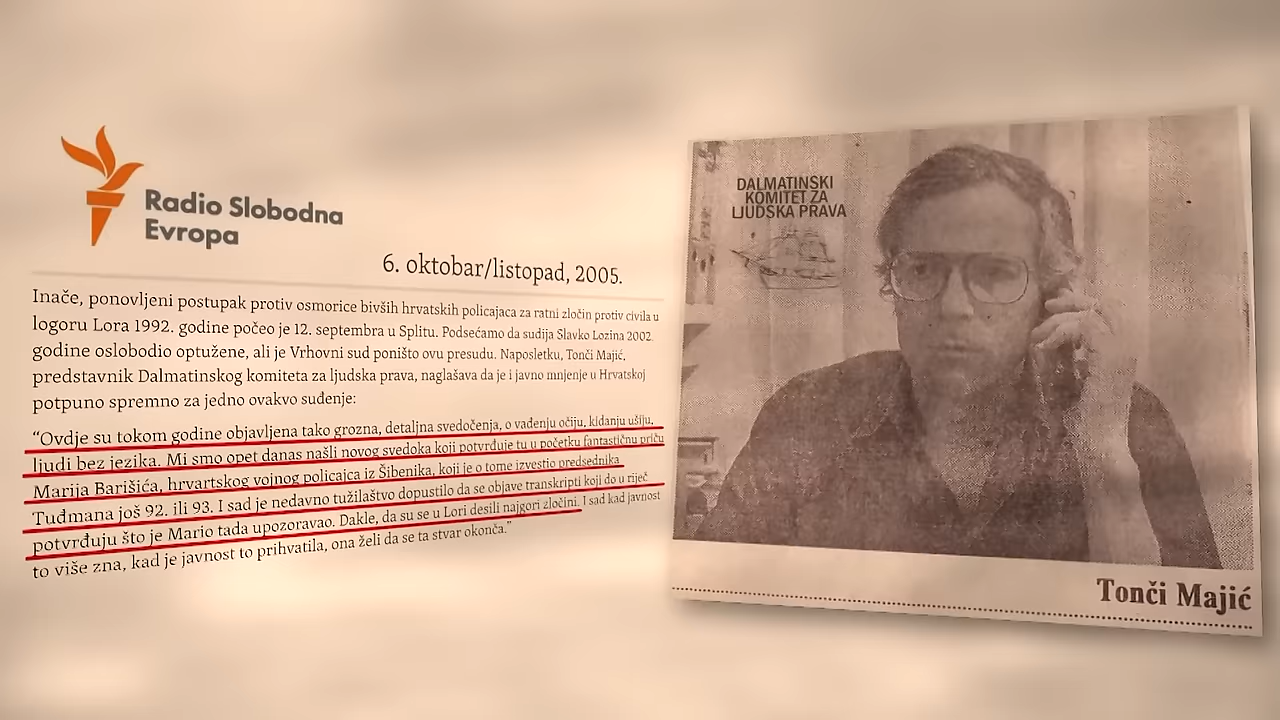 Radio Slobodna
Evropa
6. oktobar/listopad, 2005.
Inače, ponovljeni postupak protiv osmorice bivših hrvatskih policajaca za ratni zločin protiv civila u
logoru Lora 1992. godine počeo je 12. septembra u Splitu. Podsećamo da sudija Slavko Lozina 2002.
godine oslobodio optužene, ali je Vrhovni sud poništo ovu presudu. Naposletku, Tonči Majić,
predstavnik Dalmatinskog komiteta za ljudska prava, naglašava da je i javno mnjenje u Hrvatskoj
potpuno spremno za jedno ovakvo suđenje:
“Ovdje su tokom godine objavljena tako grozna, detaljna svedočenja, o vađenju očiju, kidanju ušiju,
ljudi bez jezika. Mi smo opet danas našli novog svedoka koji potvrđuje tu u početku fantastičnu priču
Marija Barišića, hrvartskog vojnog policajca iz Šibenika, koji je o tome izvestio predsednika
Tuđmana još 92. ili 93. I sad je nedavno tužilaštvo dopustilo da se objave transkripti koji do u riječ
potvrđuju što je Mario tada upozoravao. Dakle, da su se u Lori desili najgori zločini. I sad kad javnost
to više zna, kad je javnost to prihvatila, ona želi da se ta stvar okonča.”
DALMATINSKI
KOMITET ZA
LJUDSKA PRAVA
Tonči Majić